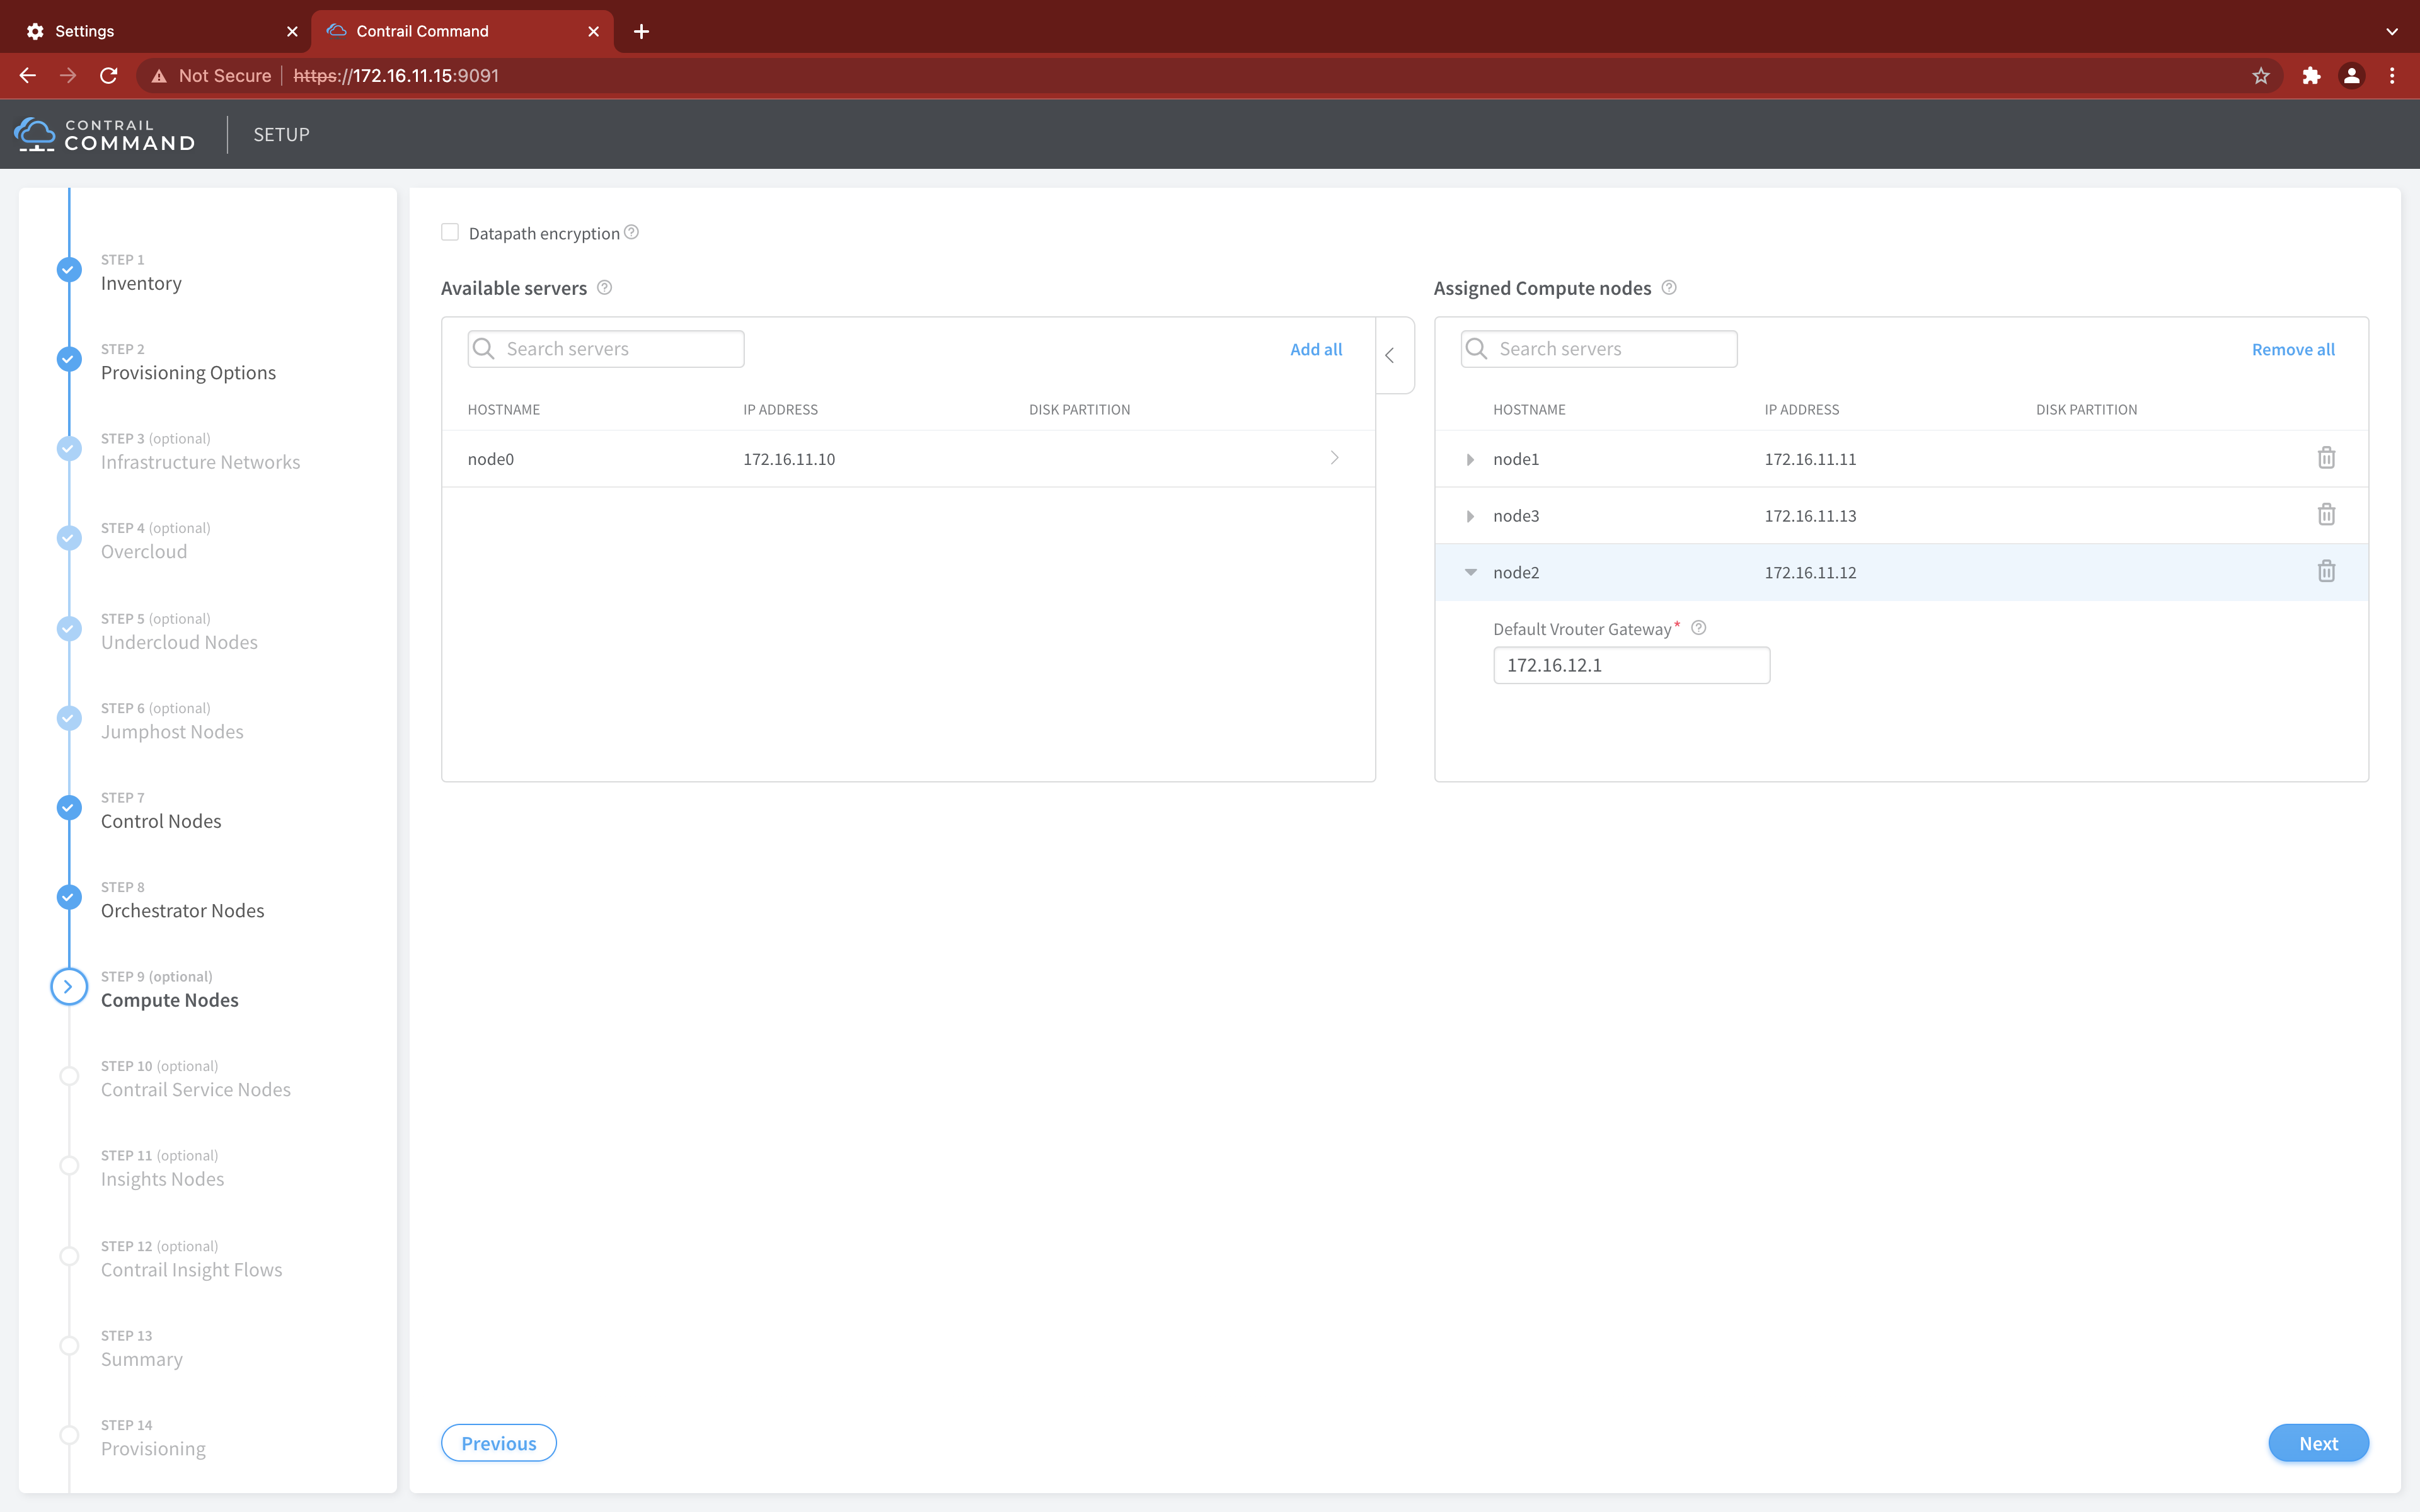 Settings
Contrail Command
Not Secure https://172.16.11.15:9091
CONTRAIL
COMMAND
SETUP
STEP 1
Inventory
STEP 2
Provisioning Options
STEP 3 (optional)
Infrastructure Networks
STEP 4 (optional)
Overcloud
STEP 5 (optional)
Undercloud Nodes
STEP 6 (optional)
Jumphost Nodes
STEP 7
Control Nodes
STEP 8
Orchestrator Nodes
STEP 9 (optional)
Compute Nodes
STEP 10 (optional)
Contrail Service Nodes
STEP 11 (optional)
Insights Nodes
STEP 12 (optional)
Contrail Insight Flows
STEP 13
Summary
STEP 14
Provisioning
Datapath encryption ?
Available servers ?
Search servers Add all
HOSTNAME IP ADDRESS DISK PARTITION
node0 172.16.11.10
Assigned Compute nodes ?
Search servers Remove all
HOSTNAME IP ADDRESS DISK PARTITION
node1 172.16.11.11
node3 172.16.11.13
node2 172.16.11.12
Default Vrouter Gateway* ?
172.16.12.1
Previous
Next